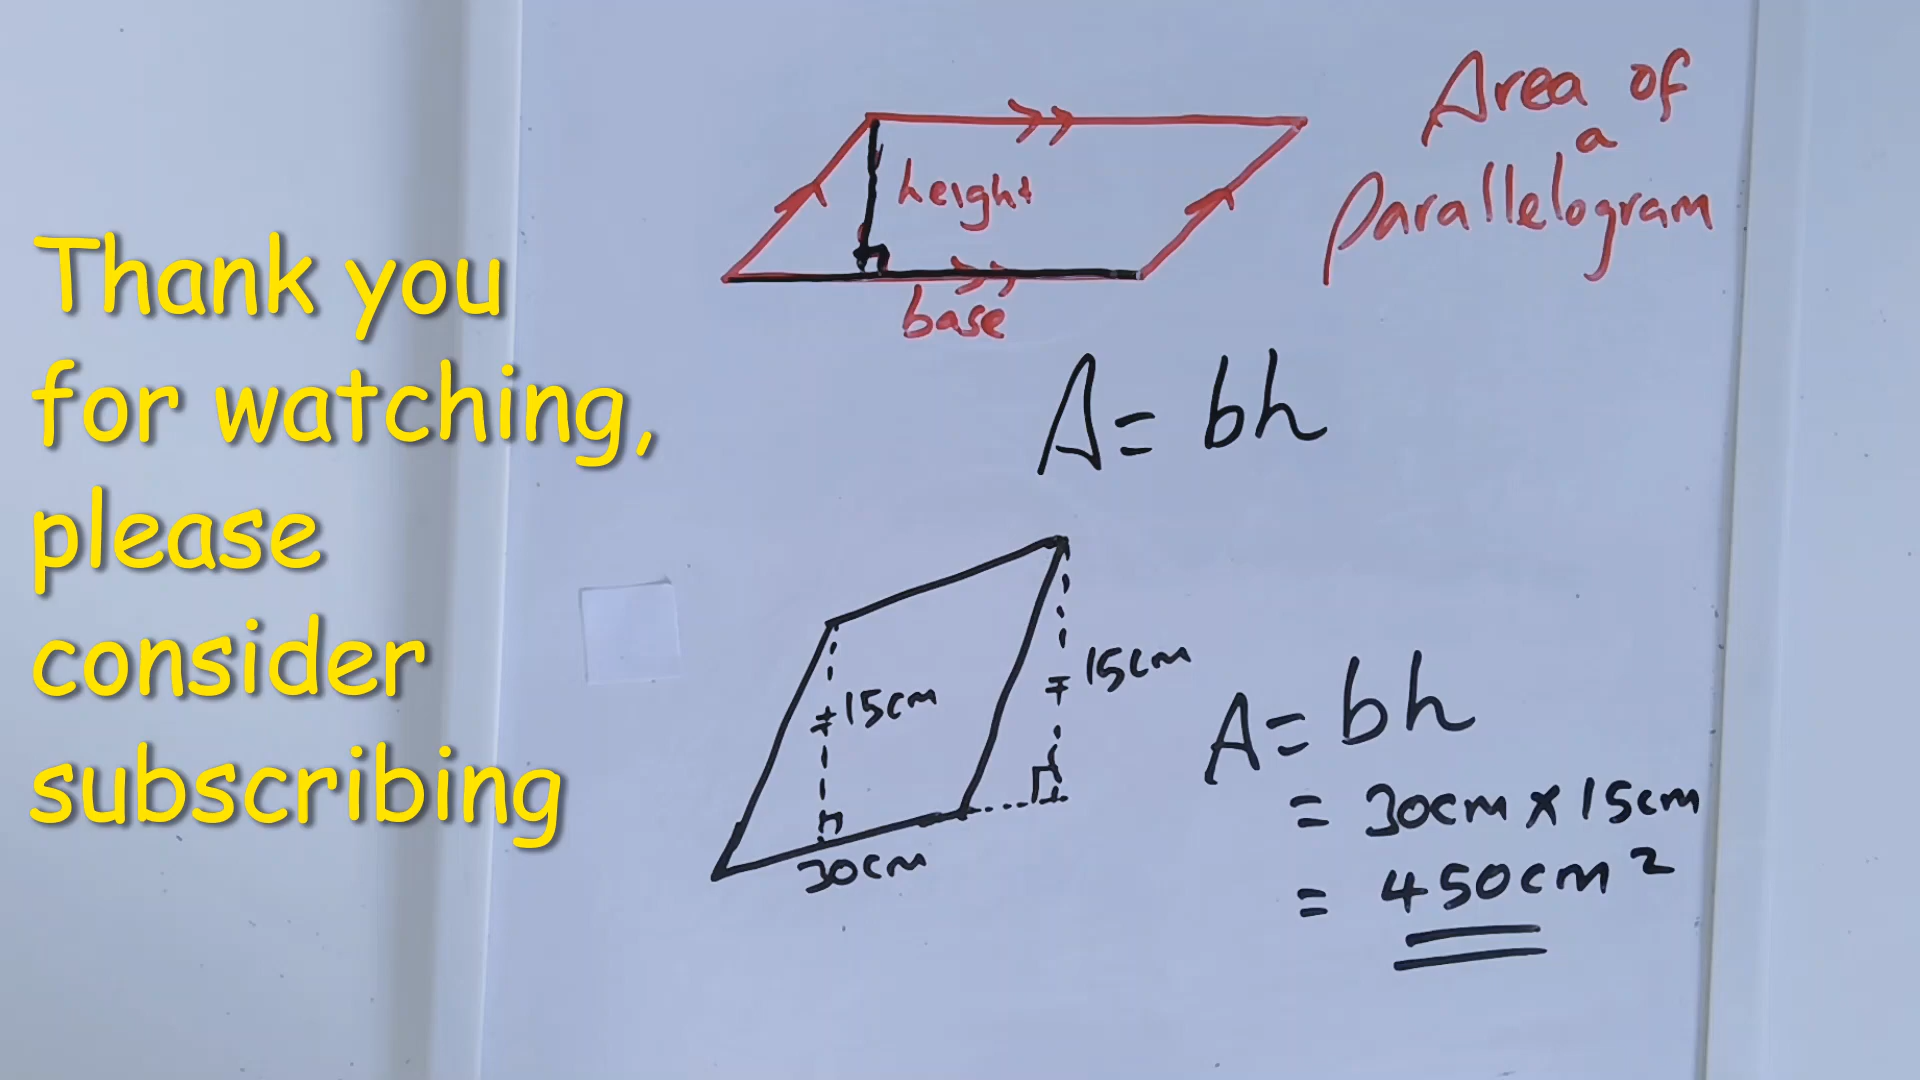 Thank you
for watching,
please
consider
subscribing
Area of
a
parallelogram
height
base
A = bh
15cm
15cm
30cm
A = bh
= 30cm x 15cm
= 450cm²